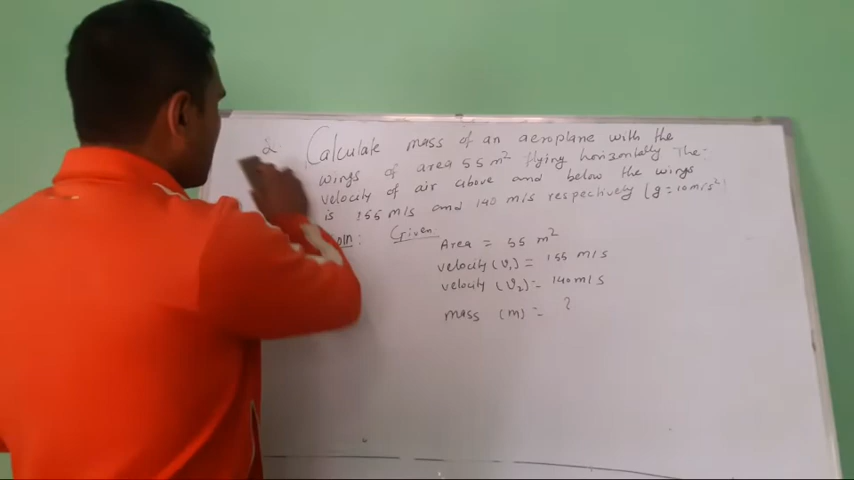 2. Calculate mass of an aeroplane with the
wings of area 55 m² flying horizontally. The
velocity of air above and below the wings
is 155 m/s and 140 m/s respectively (g = 10 m/s²)
soln: Given
Area = 55 m²
velocity (v₁) = 155 m/s
velocity (v₂) = 140 m/s
mass (m) = ?